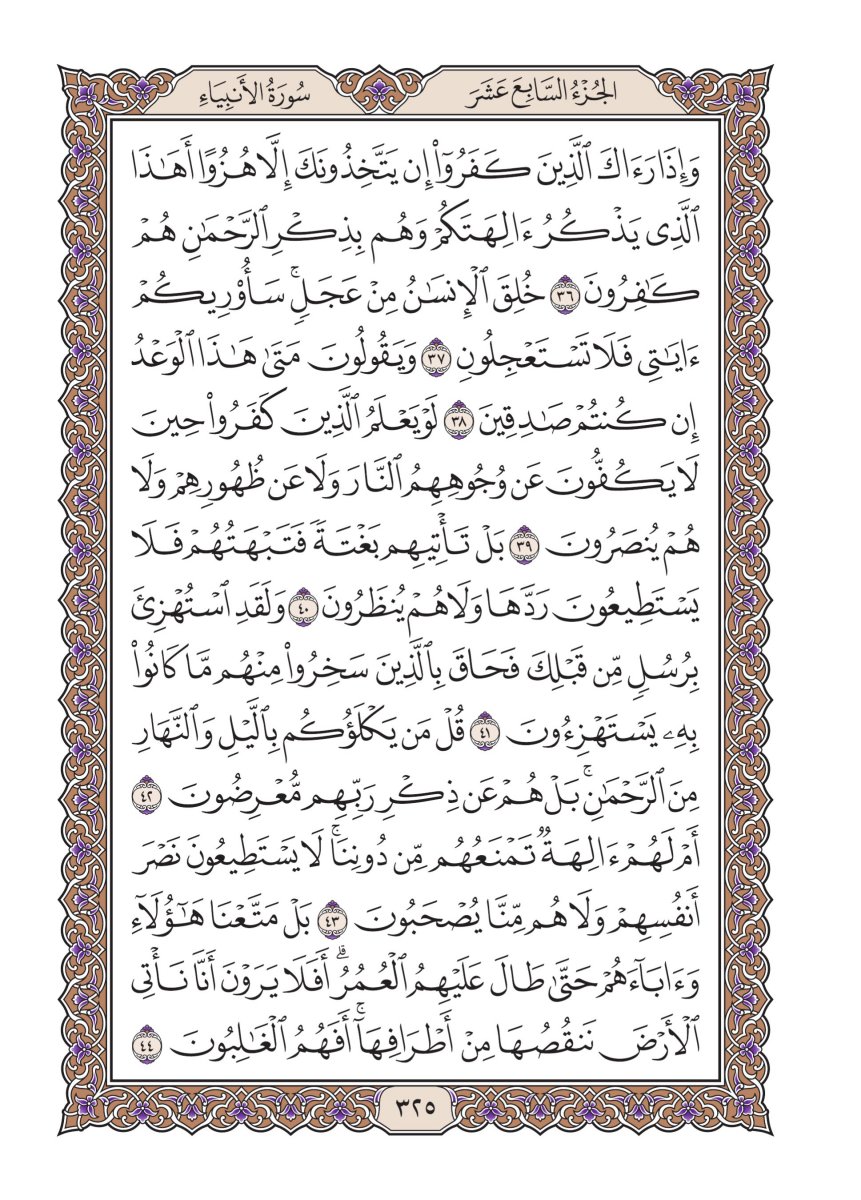 الجُزْءُ السَّابِعَ عَشَرَ
سُورَةُ الأَنبِيَاءِ
وَإِذَا رَءَاكَ ٱلَّذِينَ كَفَرُوٓا۟ إِن يَتَّخِذُونَكَ إِلَّا هُزُوًا أَهَـٰذَا
ٱلَّذِى يَذْكُرُ ءَالِهَتَكُمْ وَهُم بِذِكْرِ ٱلرَّحْمَـٰنِ هُمْ
كَـٰفِرُونَ ٣٦ خُلِقَ ٱلْإِنسَـٰنُ مِنْ عَجَلٍۚ سَأُو۟رِيكُمْ
ءَايَـٰتِى فَلَا تَسْتَعْجِلُونِ ٣٧ وَيَقُولُونَ مَتَىٰ هَـٰذَا ٱلْوَعْدُ
إِن كُنتُمْ صَـٰدِقِينَ ٣٨ لَوْ يَعْلَمُ ٱلَّذِينَ كَفَرُوا۟ حِينَ
لَا يَكُفُّونَ عَن وُجُوهِهِمُ ٱلنَّارَ وَلَا عَن ظُهُورِهِمْ وَلَا
هُمْ يُنصَرُونَ ٣٩ بَلْ تَأْتِيهِم بَغْتَةً فَتَبْهَتُهُمْ فَلَا
يَسْتَطِيعُونَ رَدَّهَا وَلَا هُمْ يُنظَرُونَ ٤٠ وَلَقَدِ ٱسْتُهْزِئَ
بِرُسُلٍ مِّن قَبْلِكَ فَحَاقَ بِٱلَّذِينَ سَخِرُوا۟ مِنْهُم مَّا كَانُوا۟
بِهِۦ يَسْتَهْزِءُونَ ٤١ قُلْ مَن يَكْلَؤُكُم بِٱلَّيْلِ وَٱلنَّهَارِ
مِنَ ٱلرَّحْمَـٰنِۚ بَلْ هُمْ عَن ذِكْرِ رَبِّهِم مُّعْرِضُونَ ٤٢
أَمْ لَهُمْ ءَالِهَةٌ تَمْنَعُهُم مِّن دُونِنَاۚ لَا يَسْتَطِيعُونَ نَصْرَ
أَنفُسِهِمْ وَلَا هُم مِّنَّا يُصْحَبُونَ ٤٣ بَلْ مَتَّعْنَا هَـٰٓؤُلَآءِ
وَءَابَآءَهُمْ حَتَّىٰ طَالَ عَلَيْهِمُ ٱلْعُمُرُۗ أَفَلَا يَرَوْنَ أَنَّا نَأْتِى
ٱلْأَرْضَ نَنقُصُهَا مِنْ أَطْرَافِهَآۚ أَفَهُمُ ٱلْغَـٰلِبُونَ ٤٤
٣٢٥